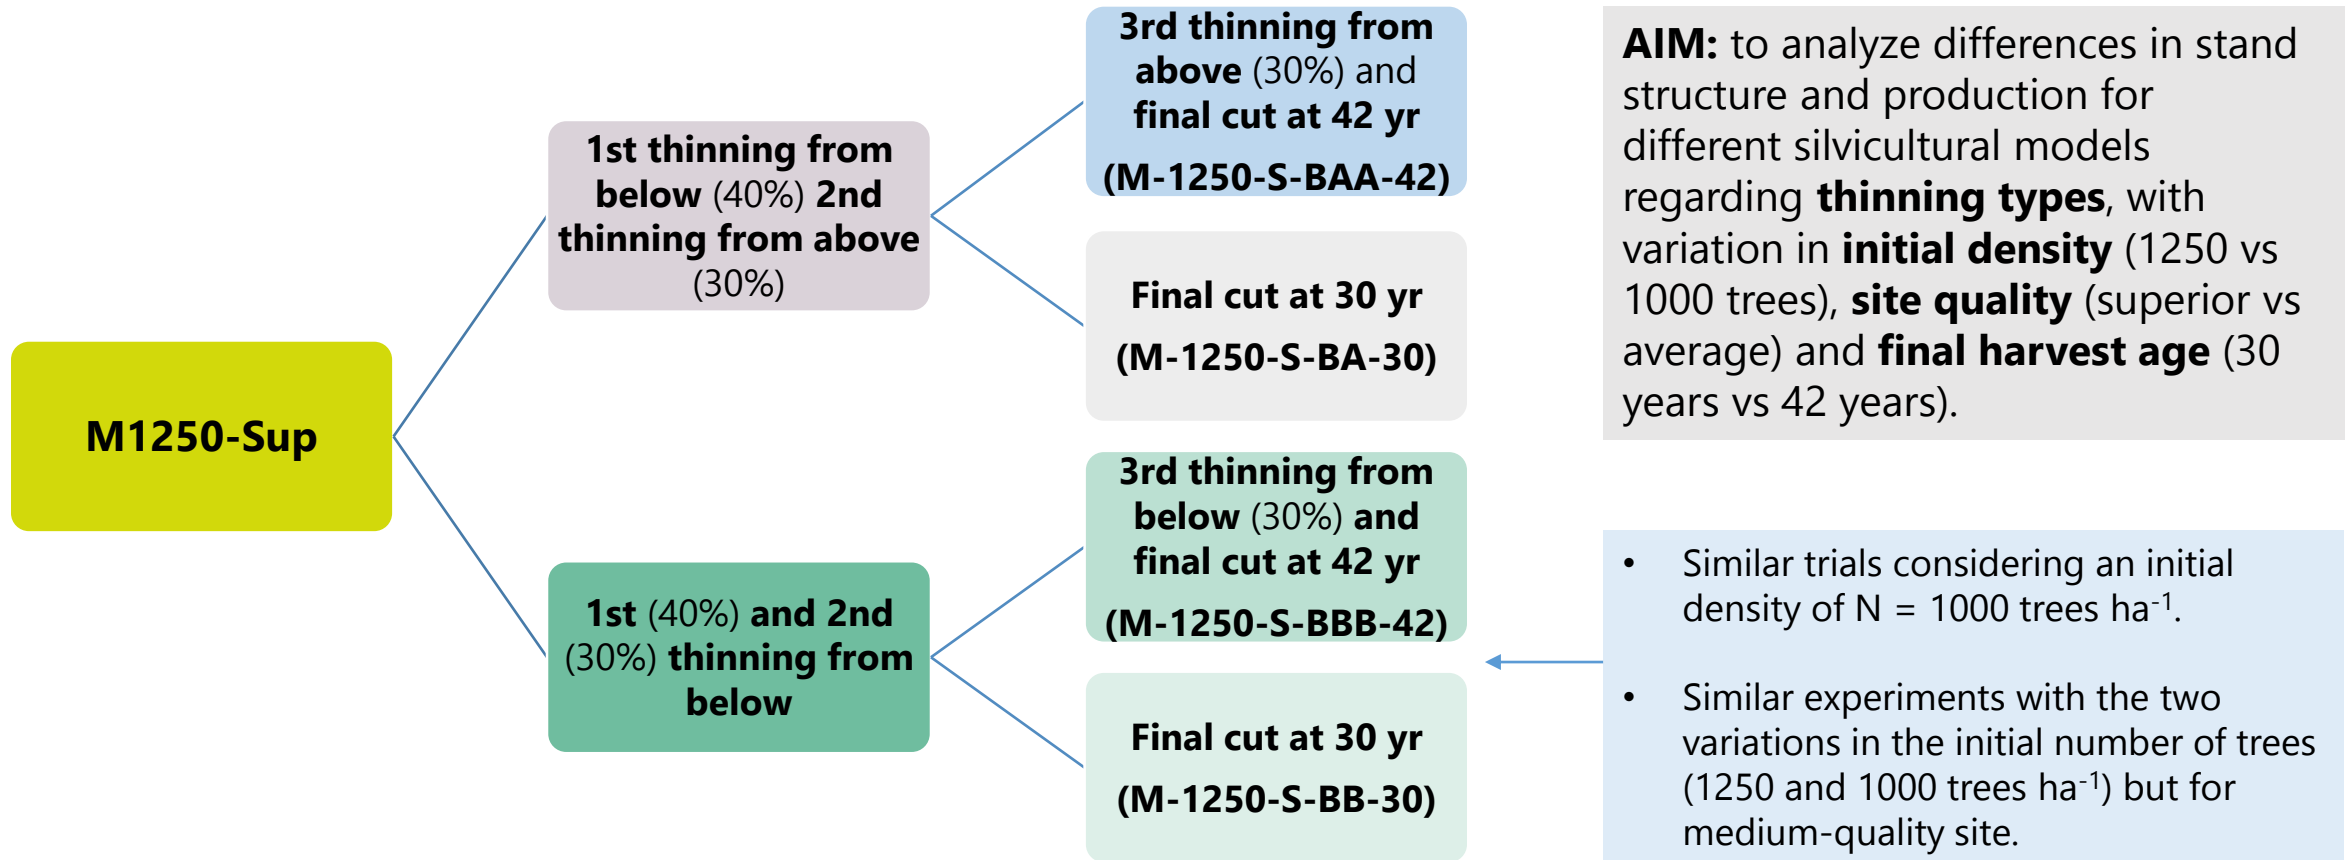 M1250-Sup
1st thinning from
below (40%) 2nd
thinning from above
(30%)
1st (40%) and 2nd
(30%) thinning from
below
3rd thinning from
above (30%) and
final cut at 42 yr
(M-1250-S-BAA-42)
Final cut at 30 yr
(M-1250-S-BA-30)
3rd thinning from
below (30%) and
final cut at 42 yr
(M-1250-S-BBB-42)
Final cut at 30 yr
(M-1250-S-BB-30)
AIM: to analyze differences in stand
structure and production for
different silvicultural models
regarding thinning types, with
variation in initial density (1250 vs
1000 trees), site quality (superior vs
average) and final harvest age (30
years vs 42 years).
• Similar trials considering an initial
density of N = 1000 trees ha⁻¹.
• Similar experiments with the two
variations in the initial number of trees
(1250 and 1000 trees ha⁻¹) but for
medium-quality site.